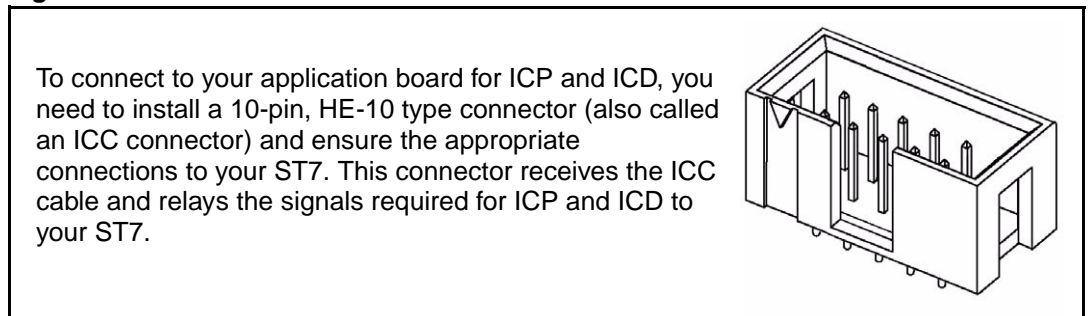 To connect to your application board for ICP and ICD, you
need to install a 10-pin, HE-10 type connector (also called
an ICC connector) and ensure the appropriate
connections to your ST7. This connector receives the ICC
cable and relays the signals required for ICP and ICD to
your ST7.